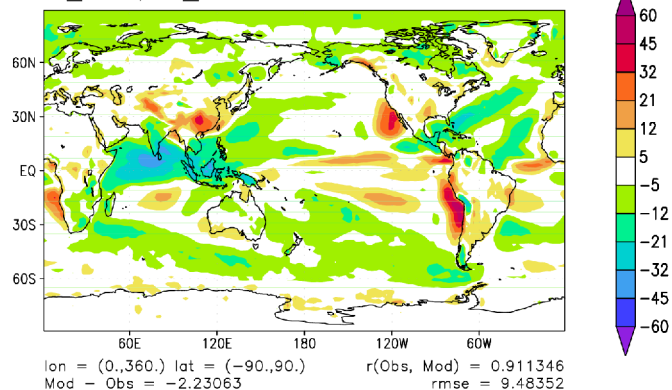 60N
30N
EQ
30S
60S
60E
120E
180
120W
60W
60
45
32
21
12
5
-5
-12
-21
-32
-45
-60
lon = (0.,360.) lat = (-90.,90.)
r(Obs, Mod) = 0.911346
Mod - Obs = -2.23063
rmse = 9.48352